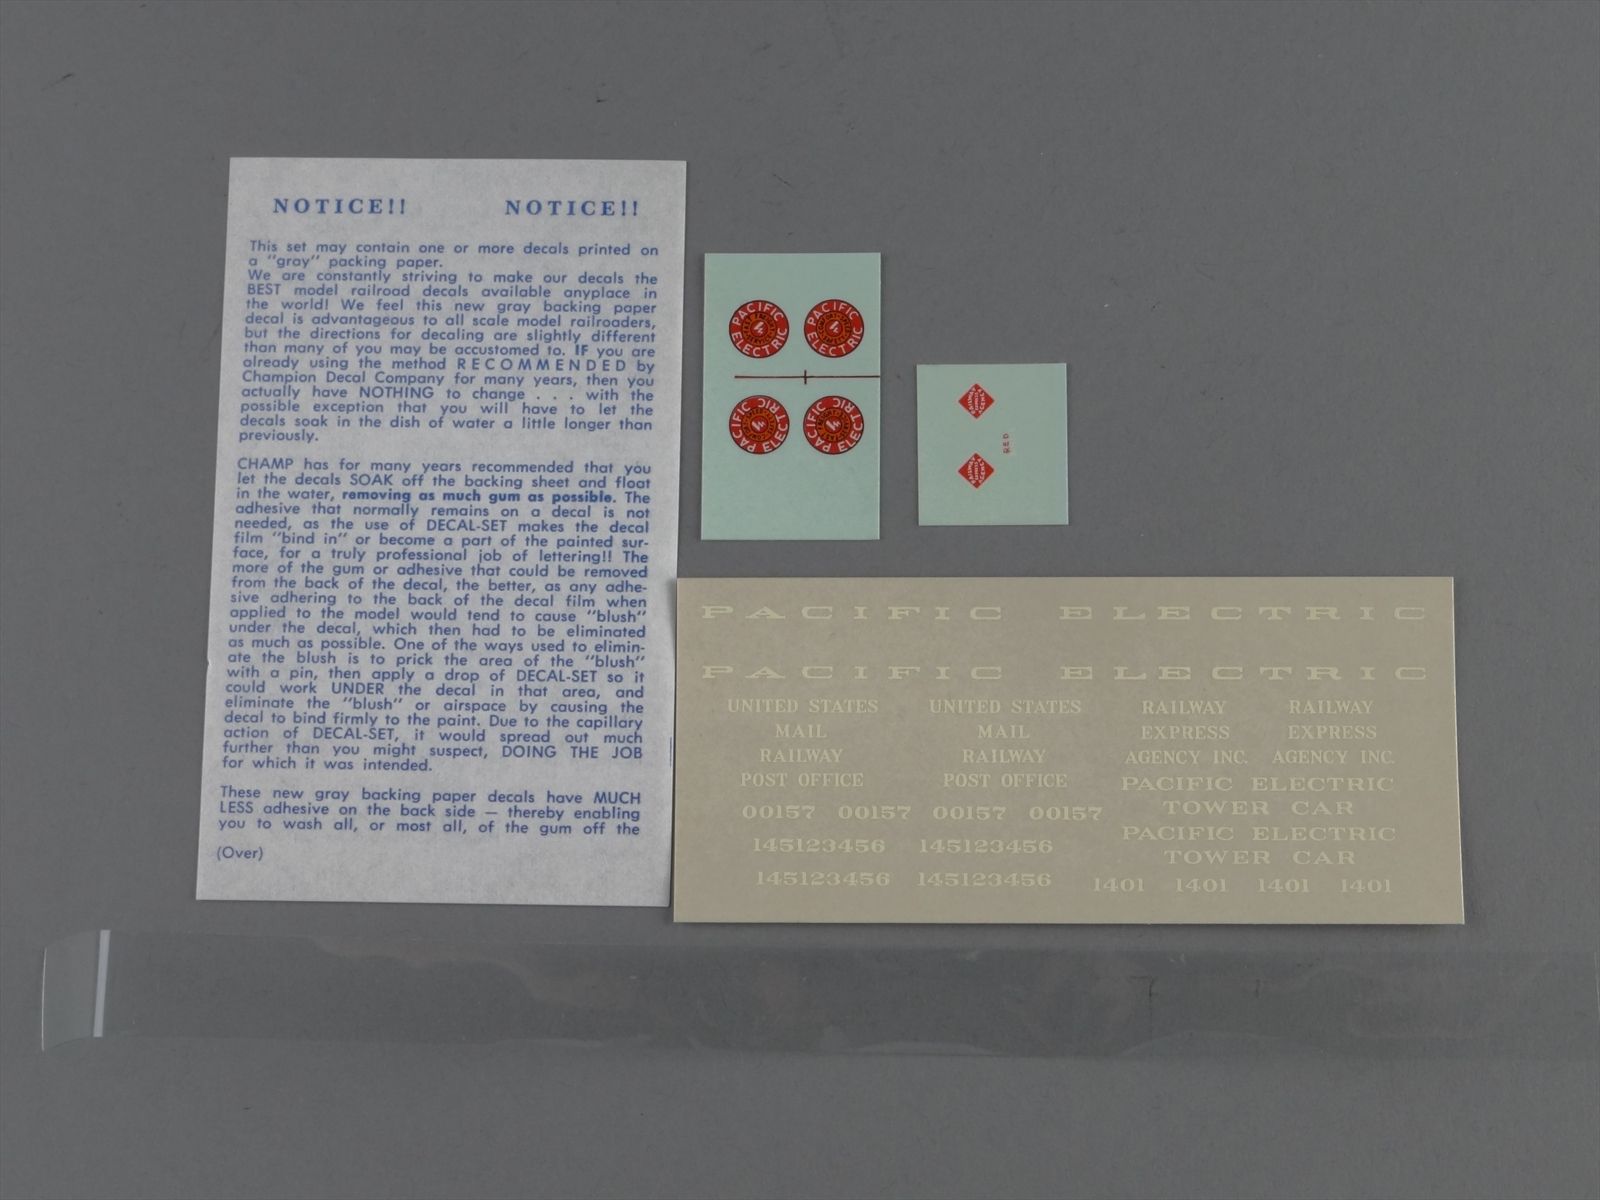 NOTICE!! NOTICE!!
This set may contain one or more decals printed on
a "gray" packing paper.
We are constantly striving to make our decals the
BEST model railroad decals available anyplace in
the world! We feel this new gray backing paper
decal is advantageous to all scale model railroaders,
but the directions for decaling are slightly different
than many of you may be accustomed to. IF you are
already using the method RECOMMENDED by
Champion Decal Company for many years, then you
actually have NOTHING to change . . . with the
possible exception that you will have to let the
decals soak in the dish of water a little longer than
previously.
CHAMP has for many years recommended that you
let the decals SOAK off the backing sheet and float
in the water, removing as much gum as possible. The
adhesive that normally remains on a decal is not
needed, as the use of DECAL-SET makes the decal
film "bind in" or become a part of the painted sur-
face, for a truly professional job of lettering!! The
more of the gum or adhesive that could be removed
from the back of the decal, the better, as any adhe-
sive adhering to the back of the decal film when
applied to the model would tend to cause "blush"
under the decal, which then had to be eliminated
as much as possible. One of the ways used to elimin-
ate the blush is to prick the area of the "blush"
with a pin, then apply a drop of DECAL-SET so it
could work UNDER the decal in that area, and
eliminate the "blush" or airspace by causing the
decal to bind firmly to the paint. Due to the capillary
action of DECAL-SET, it would spread out much
further than you might suspect, DOING THE JOB
for which it was intended.
These new gray backing paper decals have MUCH
LESS adhesive on the back side — thereby enabling
you to wash all, or most all, of the gum off the
(Over)
PACIFIC ELECTRIC
PACIFIC ELECTRIC
PACIFIC ELECTRIC
PACIFIC ELECTRIC
RED
PACIFIC ELECTRIC
PACIFIC ELECTRIC
UNITED STATES UNITED STATES RAILWAY RAILWAY
MAIL MAIL EXPRESS EXPRESS
RAILWAY RAILWAY AGENCY INC. AGENCY INC.
POST OFFICE POST OFFICE PACIFIC ELECTRIC
00157 00157 00157 00157 TOWER CAR
PACIFIC ELECTRIC
145123456 145123456 TOWER CAR
145123456 145123456 1401 1401 1401 1401